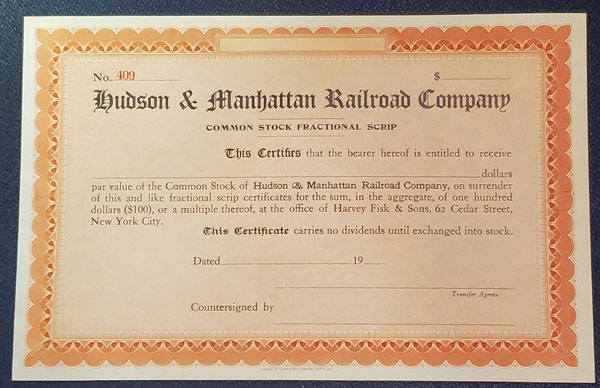 No. 409 $
Hudson & Manhattan Railroad Company
COMMON STOCK FRACTIONAL SCRIP
This Certifies that the bearer hereof is entitled to receive
dollars
par value of the Common Stock of Hudson & Manhattan Railroad Company, on surrender
of this and like fractional scrip certificates for the sum, in the aggregate, of one hundred
dollars ($100), or a multiple thereof, at the office of Harvey Fisk & Sons, 62 Cedar Street,
New York City.
This Certificate carries no dividends until exchanged into stock.
Dated 19
Transfer Agents.
Countersigned by